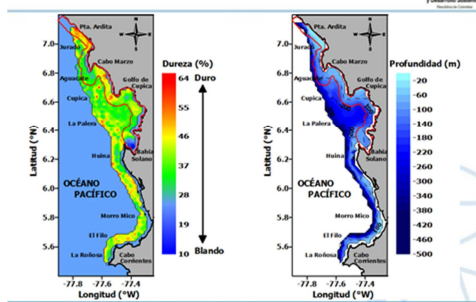 y Desarrollo Sostenible
República de Colombia
Pta. Ardita
N
W E
S
Jurado
Cabo Marzo
Aguacate
Golfo de
Cupica
Cupica
La Palera
Bahía
Solano
Huina
OCÉANO
PACÍFICO
Morro Mico
El Filo
La Roñosa
Cabo
Corrientes
7.0
6.8
6.6
6.4
6.2
6.0
5.8
5.6
Latitud (°N)
-77.8 -77.6 -77.4
Longitud (°W)
Dureza (%)
64 Duro
55
46
37
28
19
10 Blando
Pta. Ardita
N
W E
S
Jurado
Cabo Marzo
Aguacate
Golfo de
Cupica
Cupica
La Palera
Bahía
Solano
Huina
OCÉANO
PACÍFICO
Morro Mico
El Filo
La Roñosa
Cabo
Corrientes
7.0
6.8
6.6
6.4
6.2
6.0
5.8
5.6
Latitud (°N)
-77.8 -77.6 -77.4
Longitud (°W)
Profundidad (m)
-20
-60
-100
-140
-180
-220
-260
-300
-340
-380
-420
-460
-500